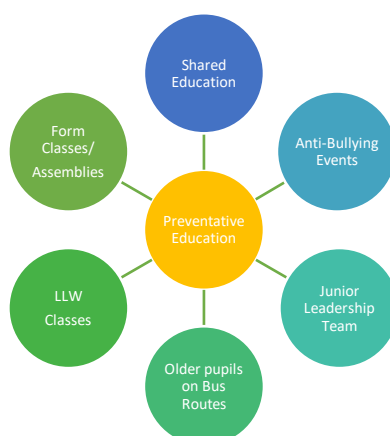 Shared
Education
Form
Classes/
Assemblies
Anti-Bullying
Events
Preventative
Education
LLW
Classes
Junior
Leadership
Team
Older pupils
on Bus
Routes